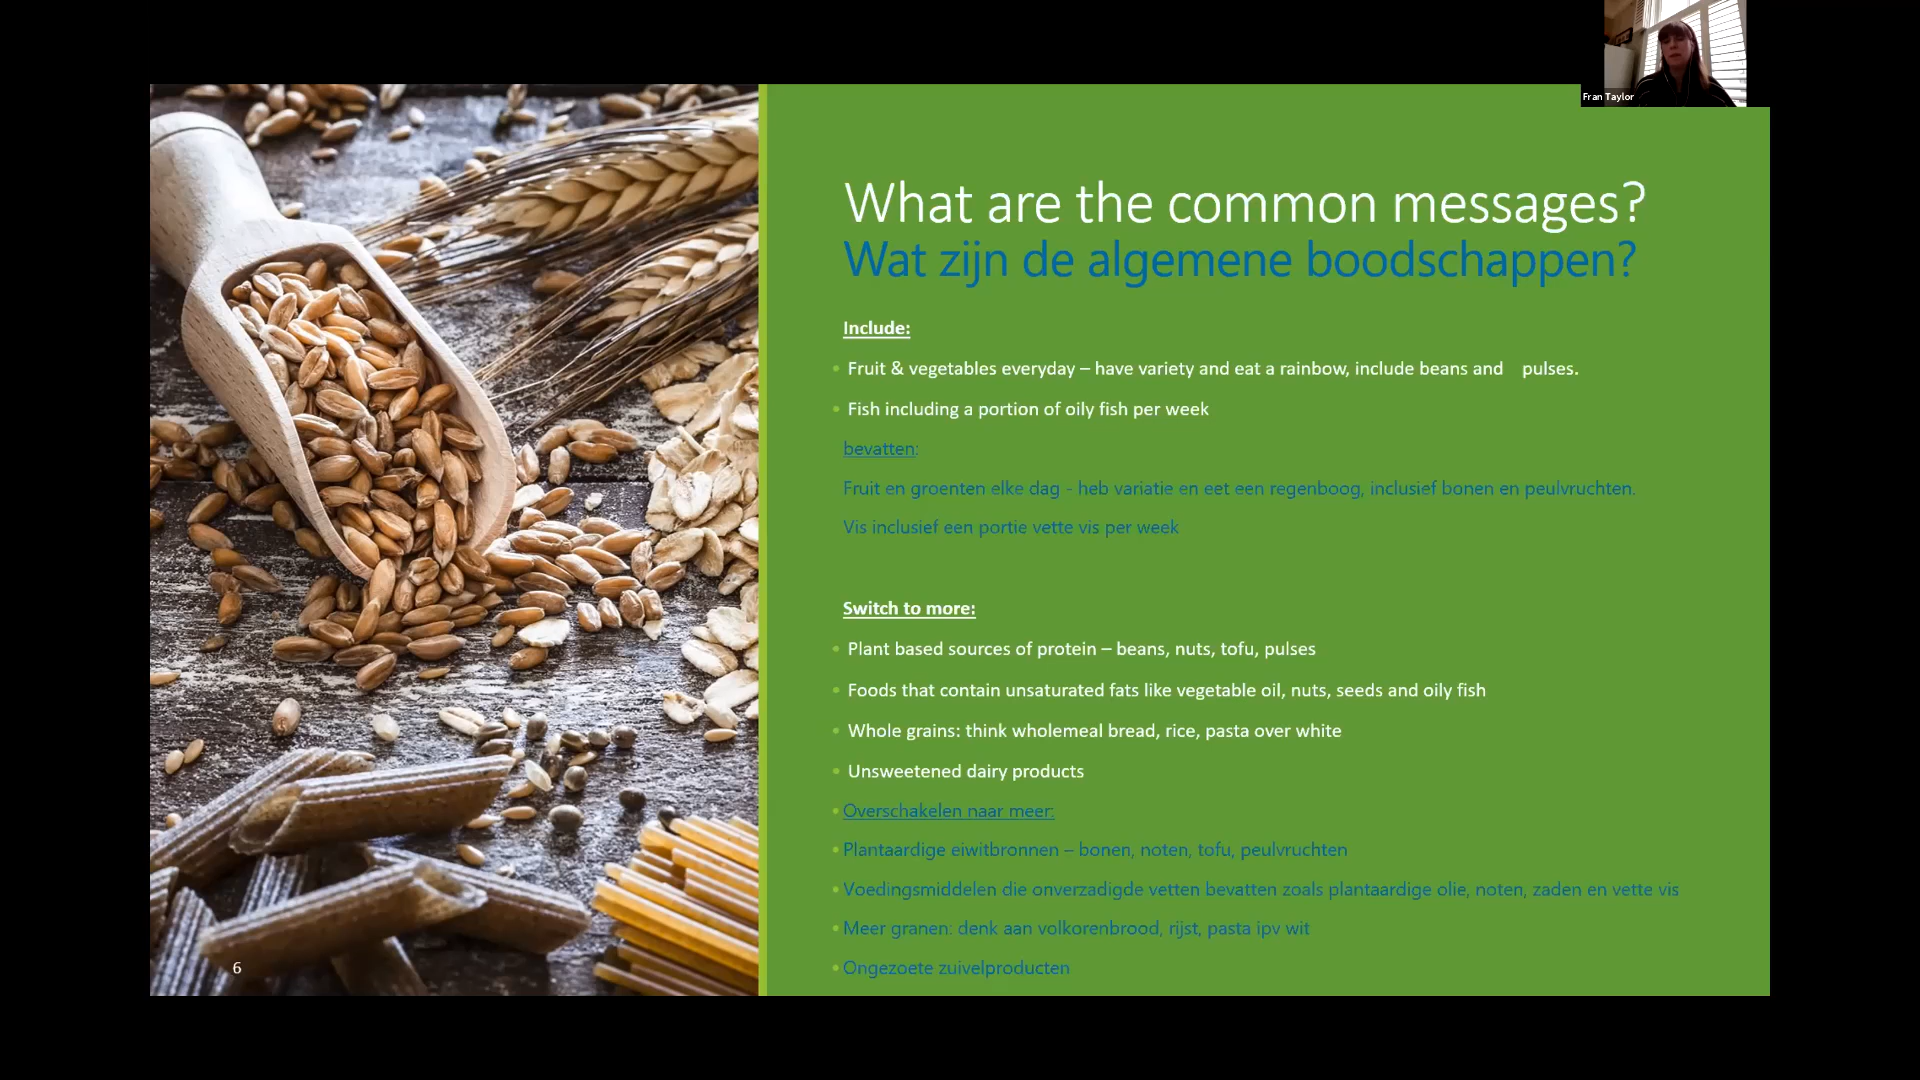 Fran Taylor
What are the common messages?
Wat zijn de algemene boodschappen?
Include:
• Fruit & vegetables everyday – have variety and eat a rainbow, include beans and pulses.
• Fish including a portion of oily fish per week
bevatten:
Fruit en groenten elke dag - heb variatie en eet een regenboog, inclusief bonen en peulvruchten.
Vis inclusief een portie vette vis per week
Switch to more:
• Plant based sources of protein – beans, nuts, tofu, pulses
• Foods that contain unsaturated fats like vegetable oil, nuts, seeds and oily fish
• Whole grains: think wholemeal bread, rice, pasta over white
• Unsweetened dairy products
• Overschakelen naar meer:
• Plantaardige eiwitbronnen – bonen, noten, tofu, peulvruchten
• Voedingsmiddelen die onverzadigde vetten bevatten zoals plantaardige olie, noten, zaden en vette vis
• Meer granen: denk aan volkorenbrood, rijst, pasta ipv wit
• Ongezoete zuivelproducten
6